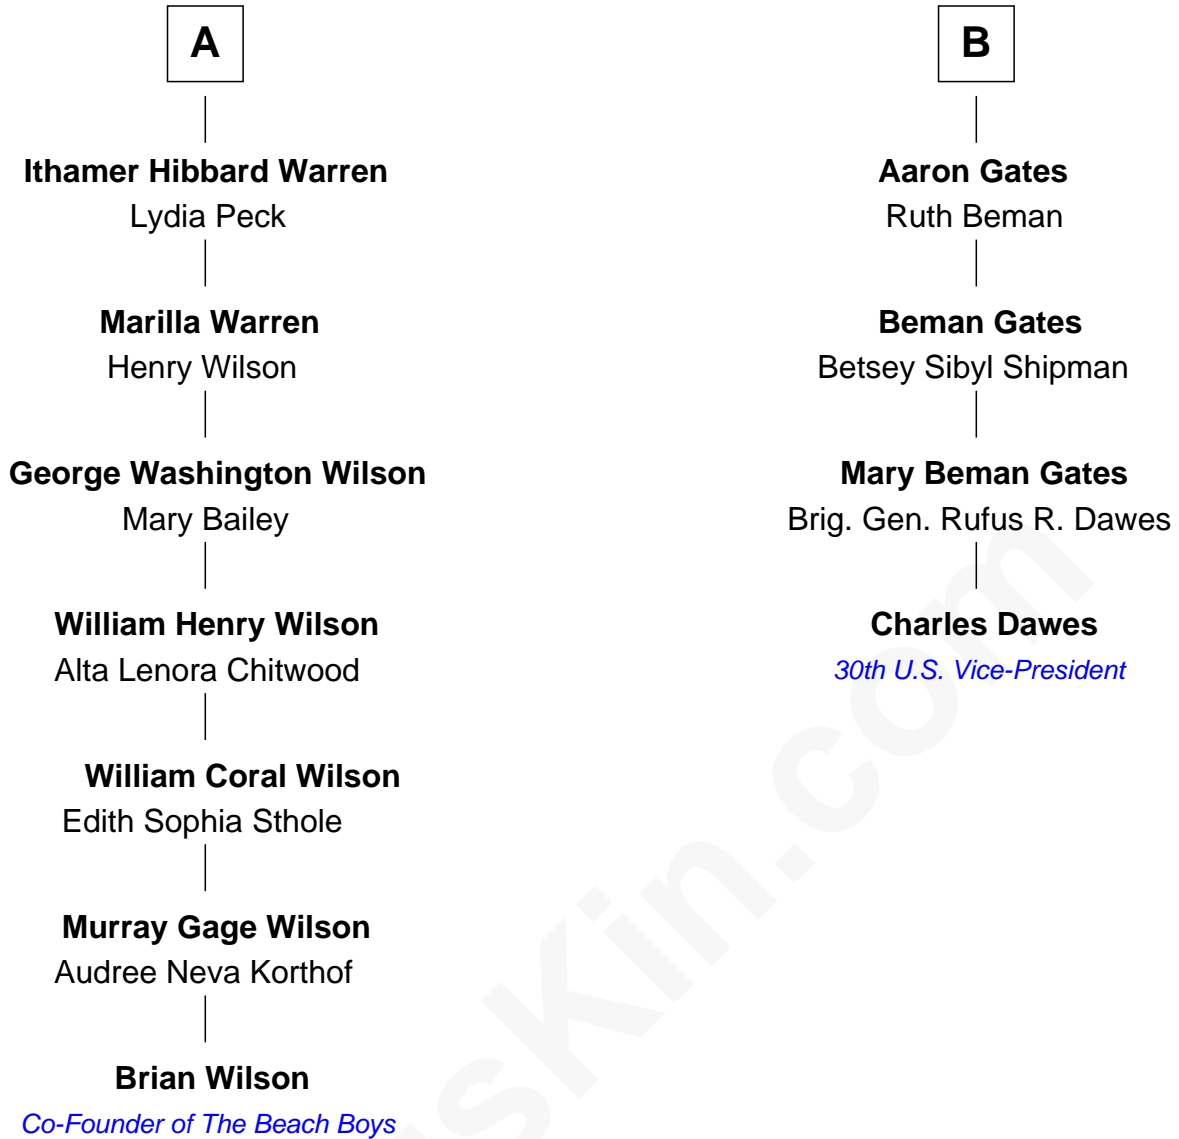 A
Ithamer Hibbard Warren
Lydia Peck
Marilla Warren
Henry Wilson
George Washington Wilson
Mary Bailey
William Henry Wilson
Alta Lenora Chitwood
William Coral Wilson
Edith Sophia Sthole
Murray Gage Wilson
Audree Neva Korthof
Brian Wilson
Co-Founder of The Beach Boys
B
Aaron Gates
Ruth Beman
Beman Gates
Betsey Sibyl Shipman
Mary Beman Gates
Brig. Gen. Rufus R. Dawes
Charles Dawes
30th U.S. Vice-President